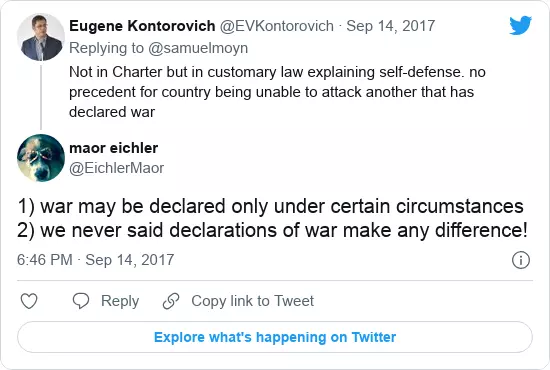 Eugene Kontorovich @EVKontorovich · Sep 14, 2017
Replying to @samuelmoyn
Not in Charter but in customary law explaining self-defense. no
precedent for country being unable to attack another that has
declared war
maor eichler
@EichlerMaor
1) war may be declared only under certain circumstances
2) we never said declarations of war make any difference!
6:46 PM · Sep 14, 2017
Reply
Copy link to Tweet
Explore what's happening on Twitter